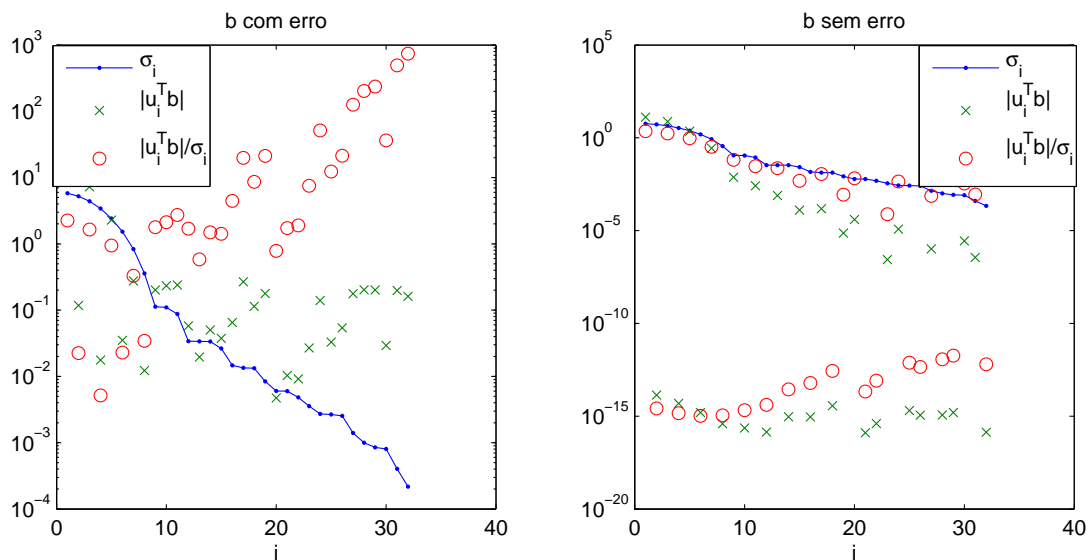 b com erro
10^3
10^2
10^1
10^0
10^-1
10^-2
10^-3
10^-4
0 10 20 30 40
i
σ_i
|u_i^T b|
|u_i^T b|/σ_i
b sem erro
10^5
10^0
10^-5
10^-10
10^-15
10^-20
0 10 20 30 40
i
σ_i
|u_i^T b|
|u_i^T b|/σ_i